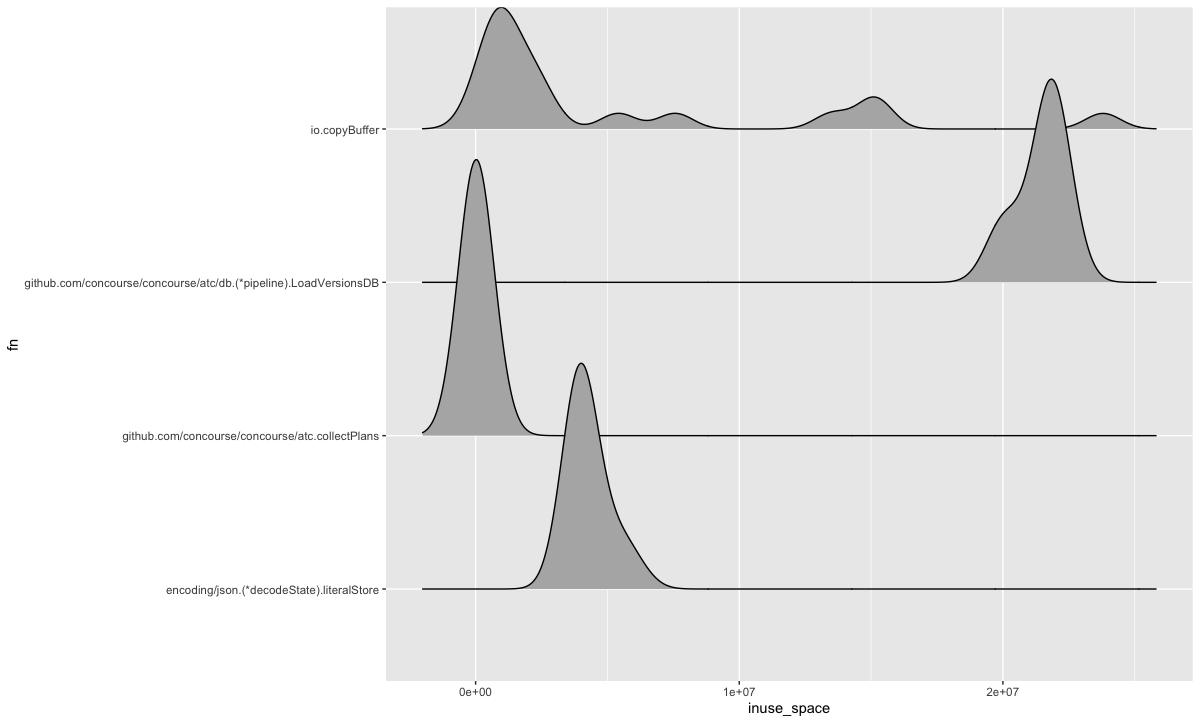 io.copyBuffer
github.com/concourse/concourse/atc/db.(*pipeline).LoadVersionsDB
fn
github.com/concourse/concourse/atc.collectPlans
encoding/json.(*decodeState).literalStore
0e+00 1e+07 2e+07
inuse_space